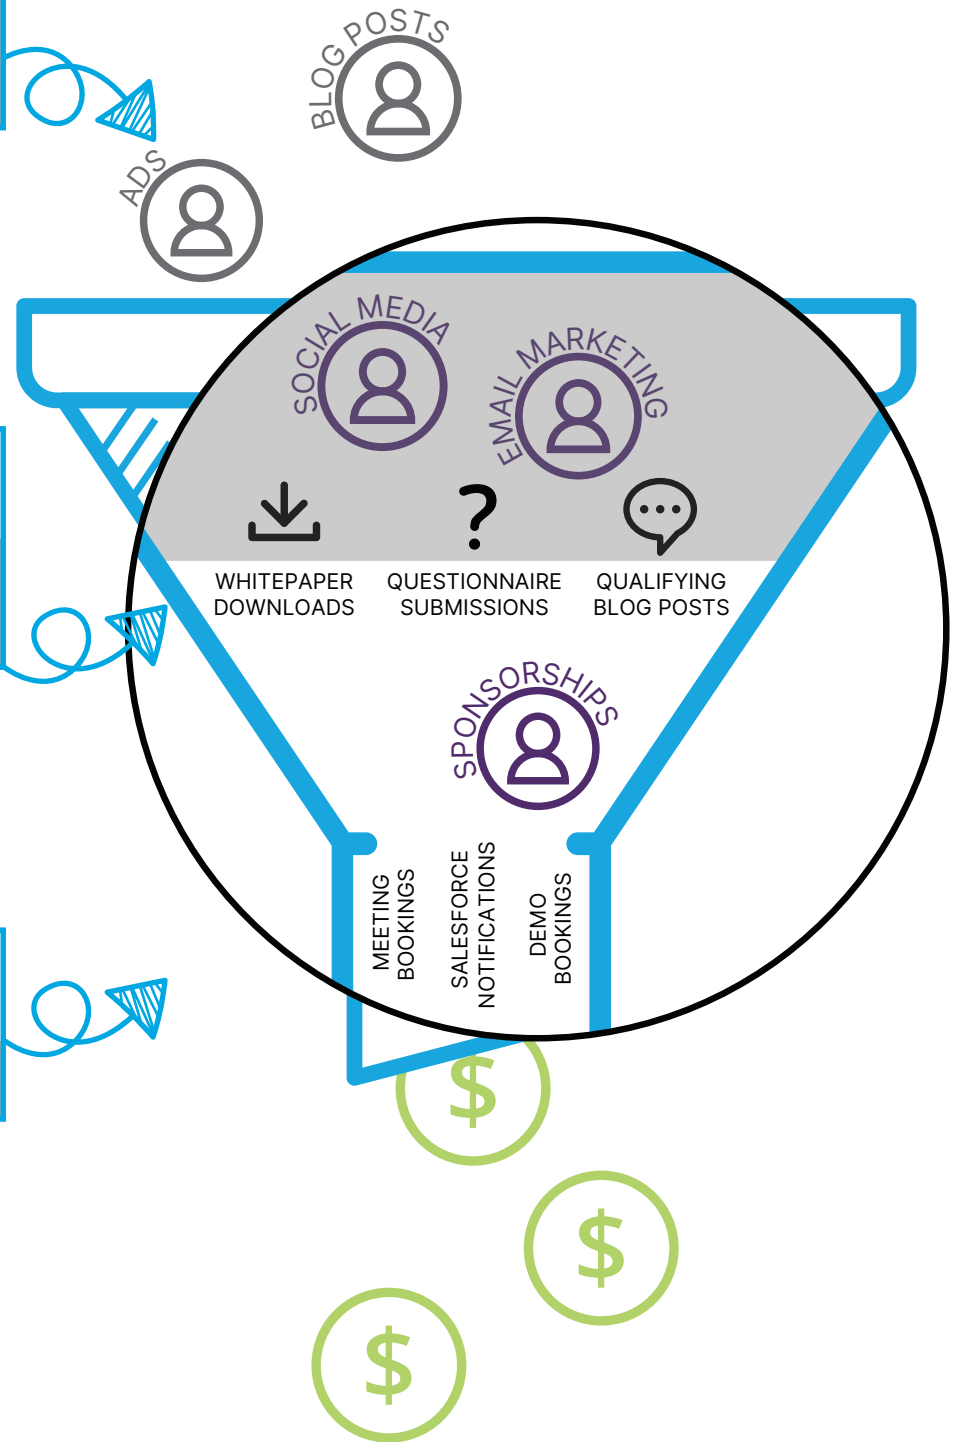 BLOG POSTS
ADS
SOCIAL MEDIA
EMAIL MARKETING
?
WHITEPAPER
DOWNLOADS
QUESTIONNAIRE
SUBMISSIONS
QUALIFYING
BLOG POSTS
SPONSORSHIPS
MEETING
BOOKINGS
SALESFORCE
NOTIFICATIONS
DEMO
BOOKINGS
$
$
$